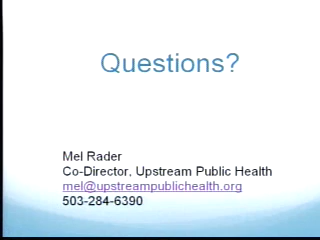 Questions?
Mel Rader
Co-Director, Upstream Public Health
mel@upstreampublichealth.org
503-284-6390